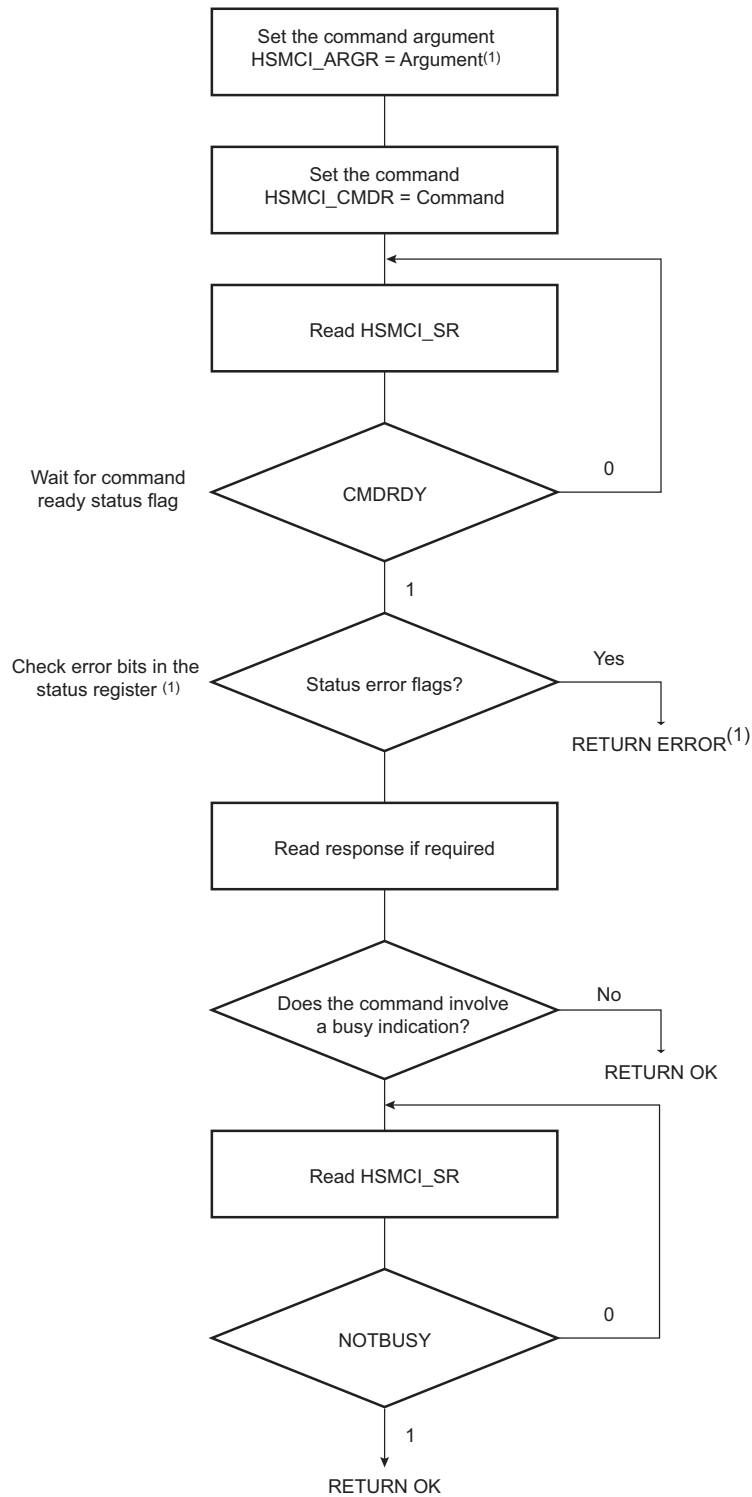 Set the command argument
HSMCI_ARGR = Argument(1)
Set the command
HSMCI_CMDR = Command
Read HSMCI_SR
Wait for command
ready status flag
CMDRDY
0
1
Check error bits in the
status register (1)
Status error flags?
Yes
RETURN ERROR(1)
Read response if required
Does the command involve
a busy indication?
No
RETURN OK
Read HSMCI_SR
NOTBUSY
0
1
RETURN OK